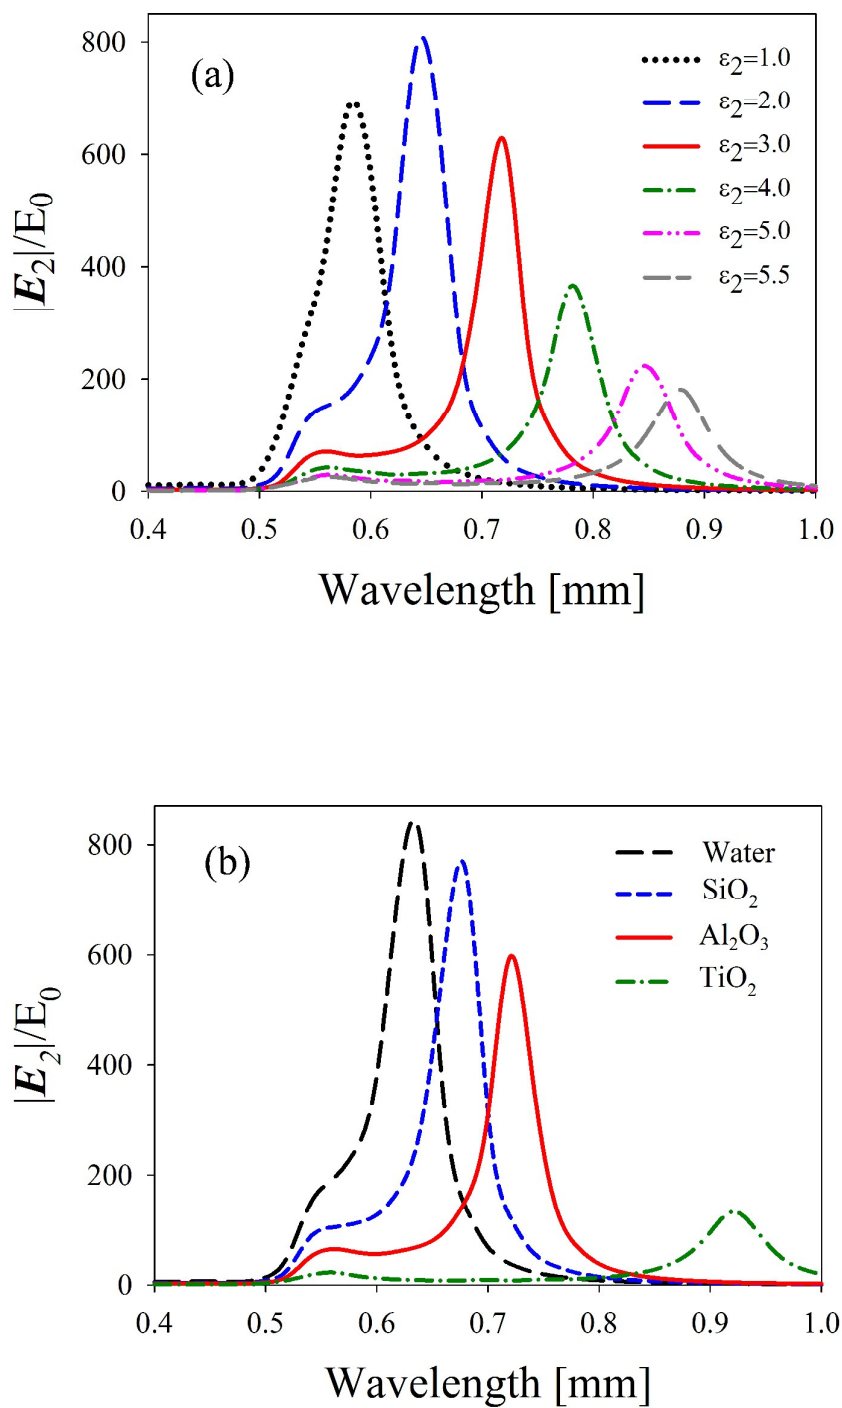 (a)
ε₂=1.0
ε₂=2.0
ε₂=3.0
ε₂=4.0
ε₂=5.0
ε₂=5.5
|E₂|/E₀
800
600
400
200
0
0.4 0.5 0.6 0.7 0.8 0.9 1.0
Wavelength [mm]
(b)
Water
SiO₂
Al₂O₃
TiO₂
|E₂|/E₀
800
600
400
200
0
0.4 0.5 0.6 0.7 0.8 0.9 1.0
Wavelength [mm]